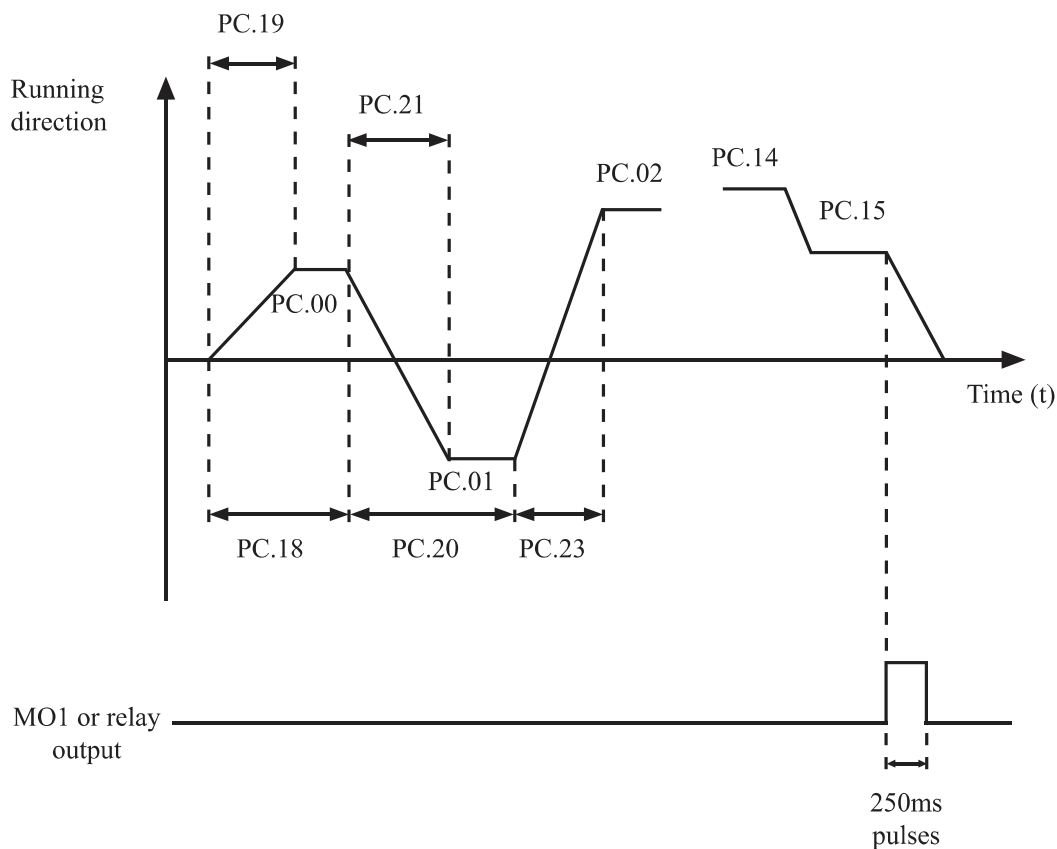 PC.19
Running
direction
PC.21
PC.14
PC.02
PC.15
PC.00
Time (t)
PC.01
PC.18
PC.20
PC.23
MO1 or relay
output
250ms
pulses